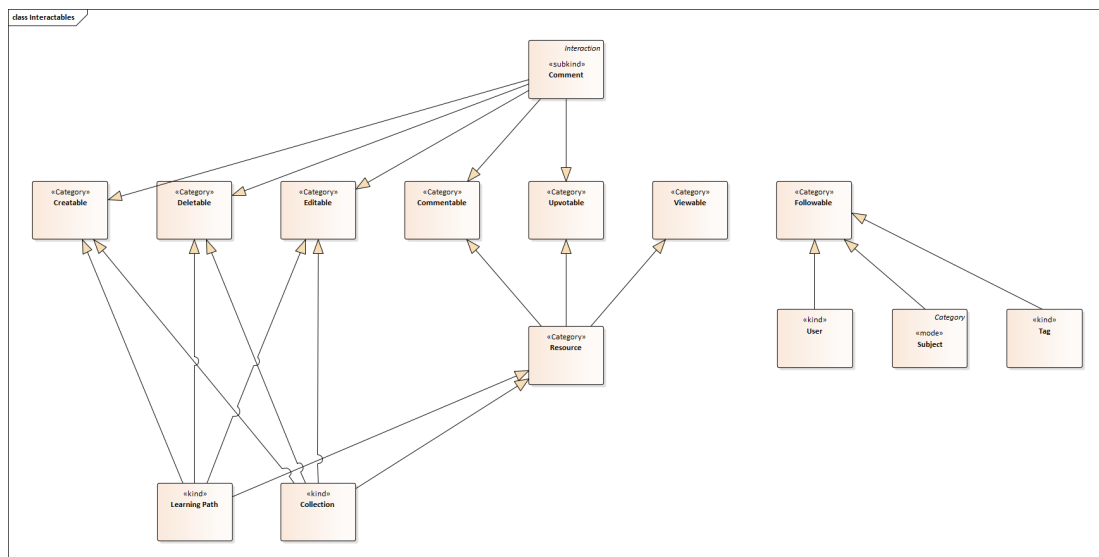 class Interactables
Interaction
«subkind»
Comment
«Category»
Creatable
«Category»
Deletable
«Category»
Editable
«Category»
Commentable
«Category»
Upvotable
«Category»
Viewable
«Category»
Followable
«Category»
Resource
«kind»
User
Category
«mode»
Subject
«kind»
Tag
«kind»
Learning Path
«kind»
Collection